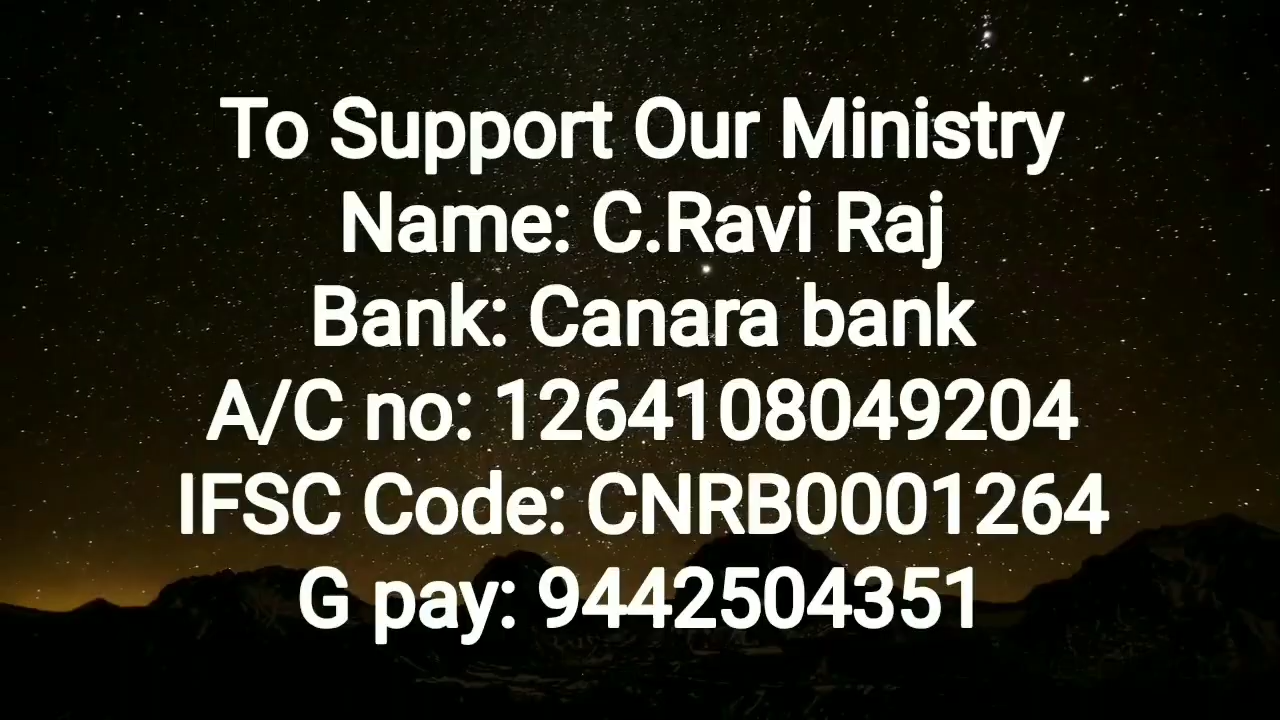 To Support Our Ministry
Name: C.Ravi Raj
Bank: Canara bank
A/C no: 1264108049204
IFSC Code: CNRB0001264
G pay: 9442504351